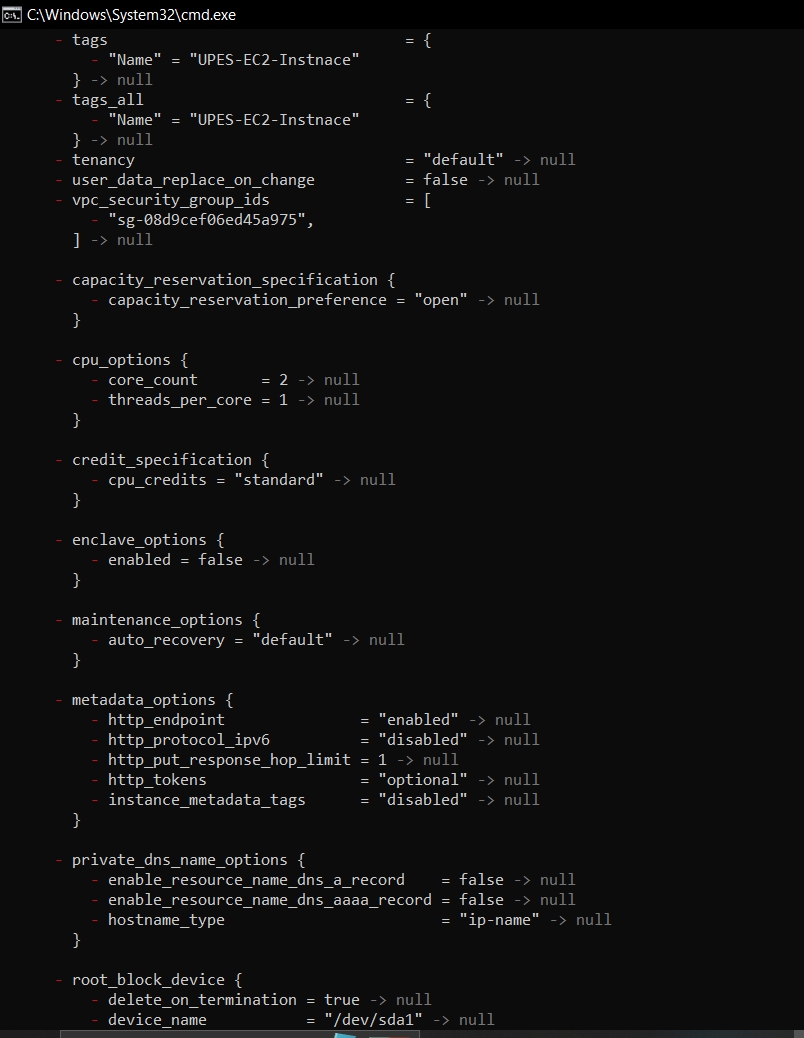 C:\Windows\System32\cmd.exe
- tags = {
- "Name" = "UPES-EC2-Instnace"
} -> null
- tags_all = {
- "Name" = "UPES-EC2-Instnace"
} -> null
- tenancy = "default" -> null
- user_data_replace_on_change = false -> null
- vpc_security_group_ids = [
- "sg-08d9cef06ed45a975",
] -> null
- capacity_reservation_specification {
- capacity_reservation_preference = "open" -> null
}
- cpu_options {
- core_count = 2 -> null
- threads_per_core = 1 -> null
}
- credit_specification {
- cpu_credits = "standard" -> null
}
- enclave_options {
- enabled = false -> null
}
- maintenance_options {
- auto_recovery = "default" -> null
}
- metadata_options {
- http_endpoint = "enabled" -> null
- http_protocol_ipv6 = "disabled" -> null
- http_put_response_hop_limit = 1 -> null
- http_tokens = "optional" -> null
- instance_metadata_tags = "disabled" -> null
}
- private_dns_name_options {
- enable_resource_name_dns_a_record = false -> null
- enable_resource_name_dns_aaaa_record = false -> null
- hostname_type = "ip-name" -> null
}
- root_block_device {
- delete_on_termination = true -> null
- device_name = "/dev/sda1" -> null